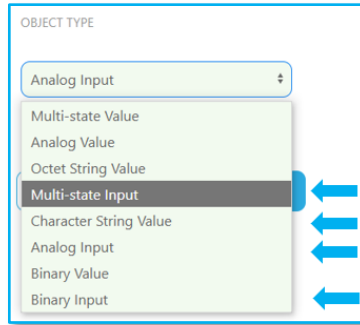 OBJECT TYPE
Analog Input
Multi-state Value
Analog Value
Octet String Value
Multi-state Input
Character String Value
Analog Input
Binary Value
Binary Input